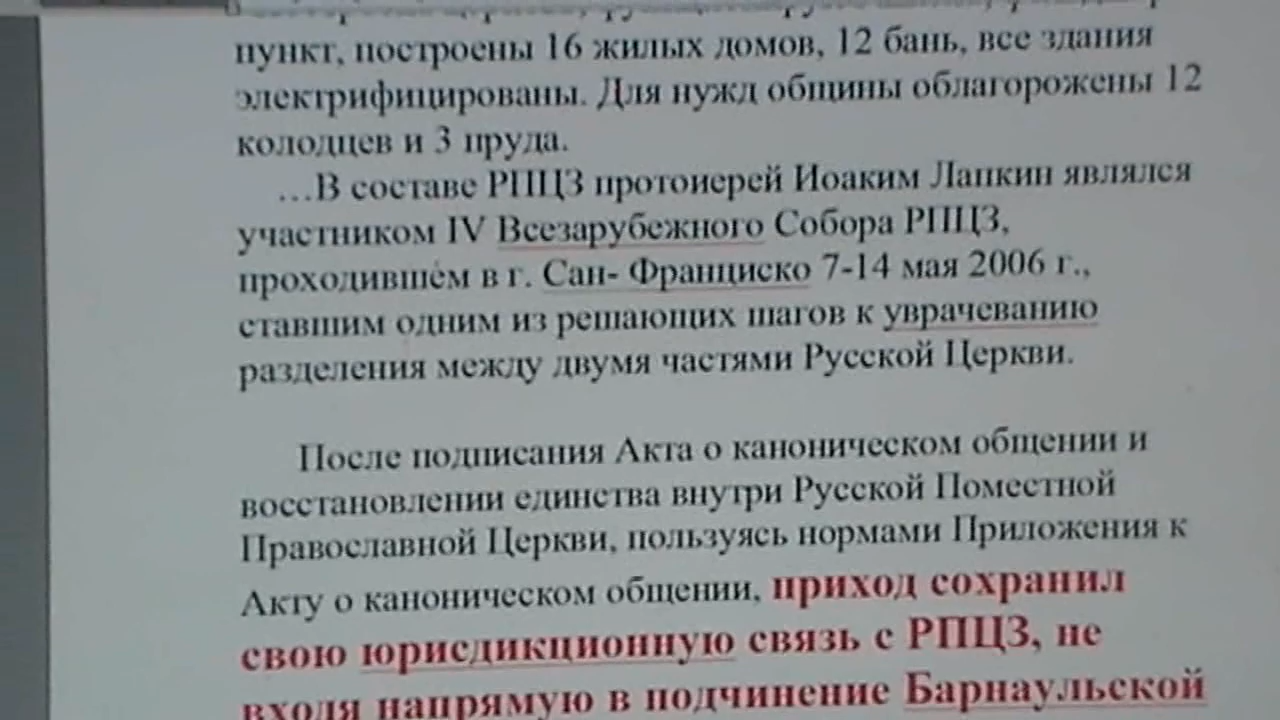 пункт, построены 16 жилых домов, 12 бань, все здания
электрифицированы. Для нужд общины облагорожены 12
колодцев и 3 пруда.
…В составе РПЦЗ протоиерей Иоаким Лапкин являлся
участником IV Всезарубежного Собора РПЦЗ,
проходившем в г. Сан- Франциско 7-14 мая 2006 г.,
ставшим одним из решающих шагов к уврачеванию
разделения между двумя частями Русской Церкви.
После подписания Акта о каноническом общении и
восстановлении единства внутри Русской Поместной
Православной Церкви, пользуясь нормами Приложения к
Акту о каноническом общении, приход сохранил
свою юрисдикционную связь с РПЦЗ, не
входя напрямую в подчинение Барнаульской